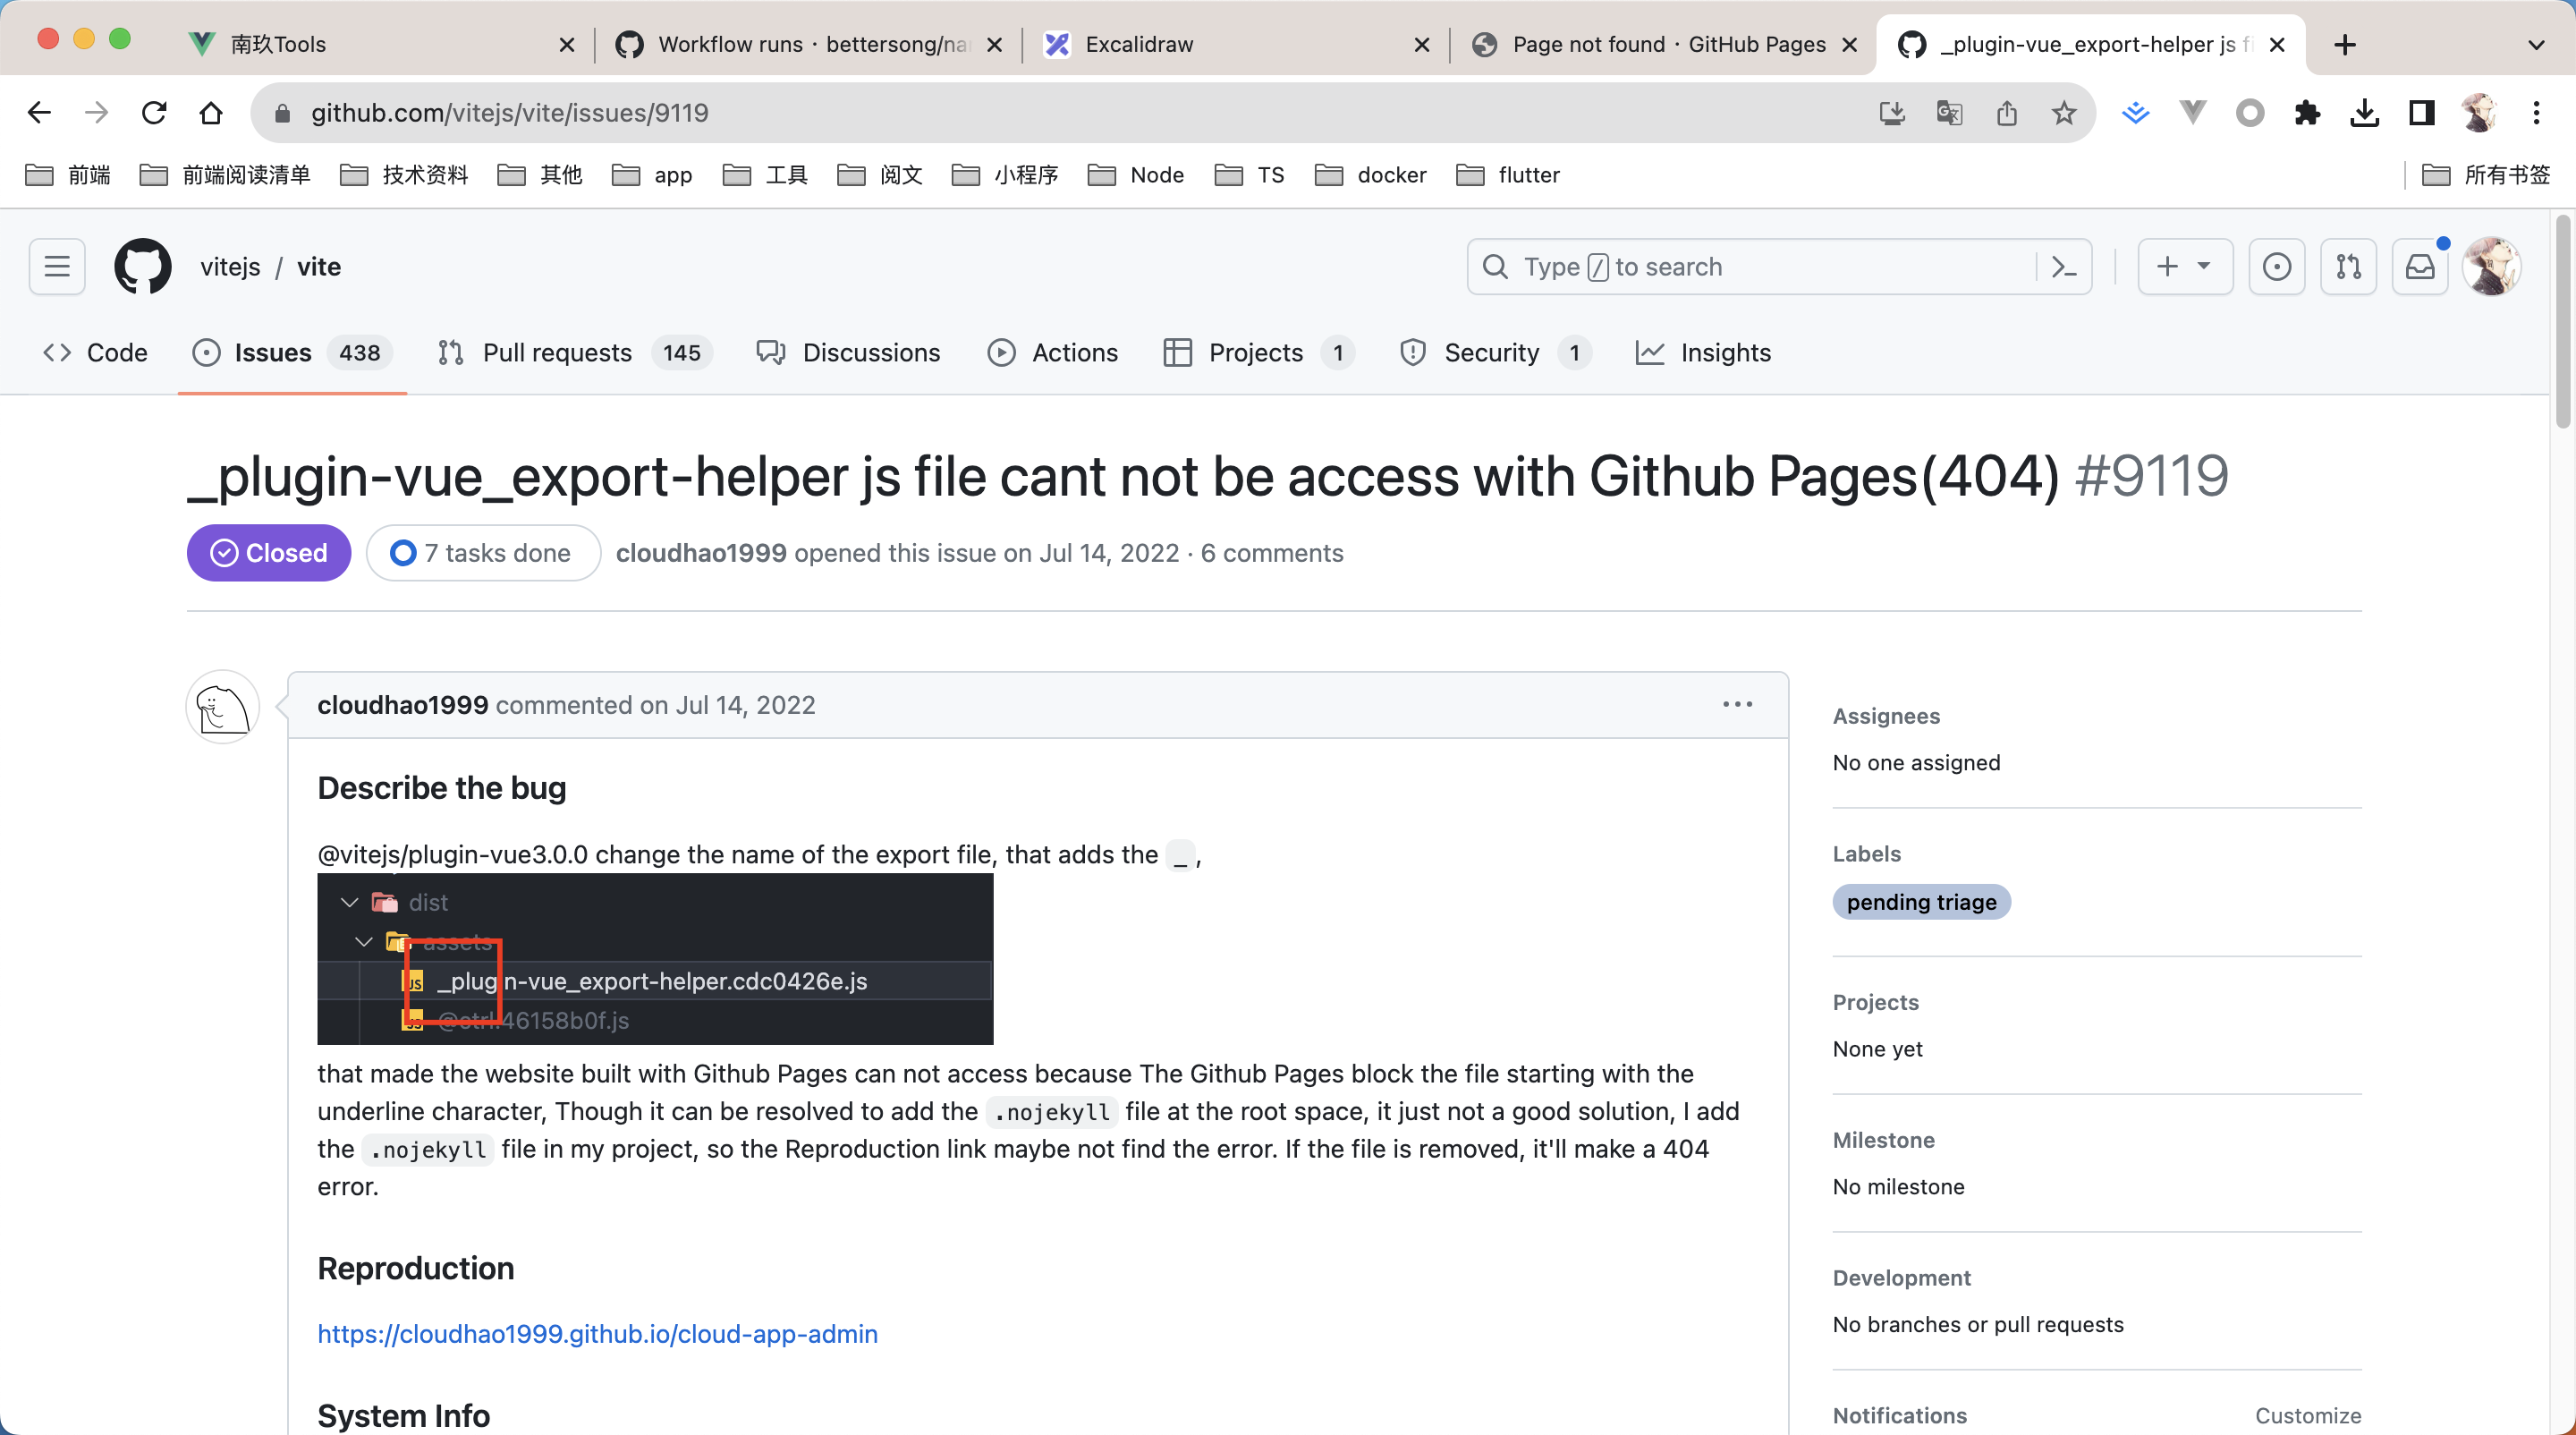 南玖Tools
Workflow runs · bettersong/na
Excalidraw
Page not found · GitHub Pages
_plugin-vue_export-helper js fi
github.com/vitejs/vite/issues/9119
前端
前端阅读清单
技术资料
其他
app
工具
阅文
小程序
Node
TS
docker
flutter
所有书签
vitejs / vite
Type / to search
Code
Issues 438
Pull requests 145
Discussions
Actions
Projects 1
Security 1
Insights
_plugin-vue_export-helper js file cant not be access with Github Pages(404) #9119
Closed
7 tasks done
cloudhao1999 opened this issue on Jul 14, 2022 · 6 comments
cloudhao1999 commented on Jul 14, 2022
Describe the bug
@vitejs/plugin-vue3.0.0 change the name of the export file, that adds the _ ,
dist
assets
JS _plugin-vue_export-helper.cdc0426e.js
JS @ctrl.46158b0f.js
that made the website built with Github Pages can not access because The Github Pages block the file starting with the
underline character, Though it can be resolved to add the .nojekyll file at the root space, it just not a good solution, I add
the .nojekyll file in my project, so the Reproduction link maybe not find the error. If the file is removed, it'll make a 404
error.
Reproduction
https://cloudhao1999.github.io/cloud-app-admin
System Info
Assignees
No one assigned
Labels
pending triage
Projects
None yet
Milestone
No milestone
Development
No branches or pull requests
Notifications
Customize